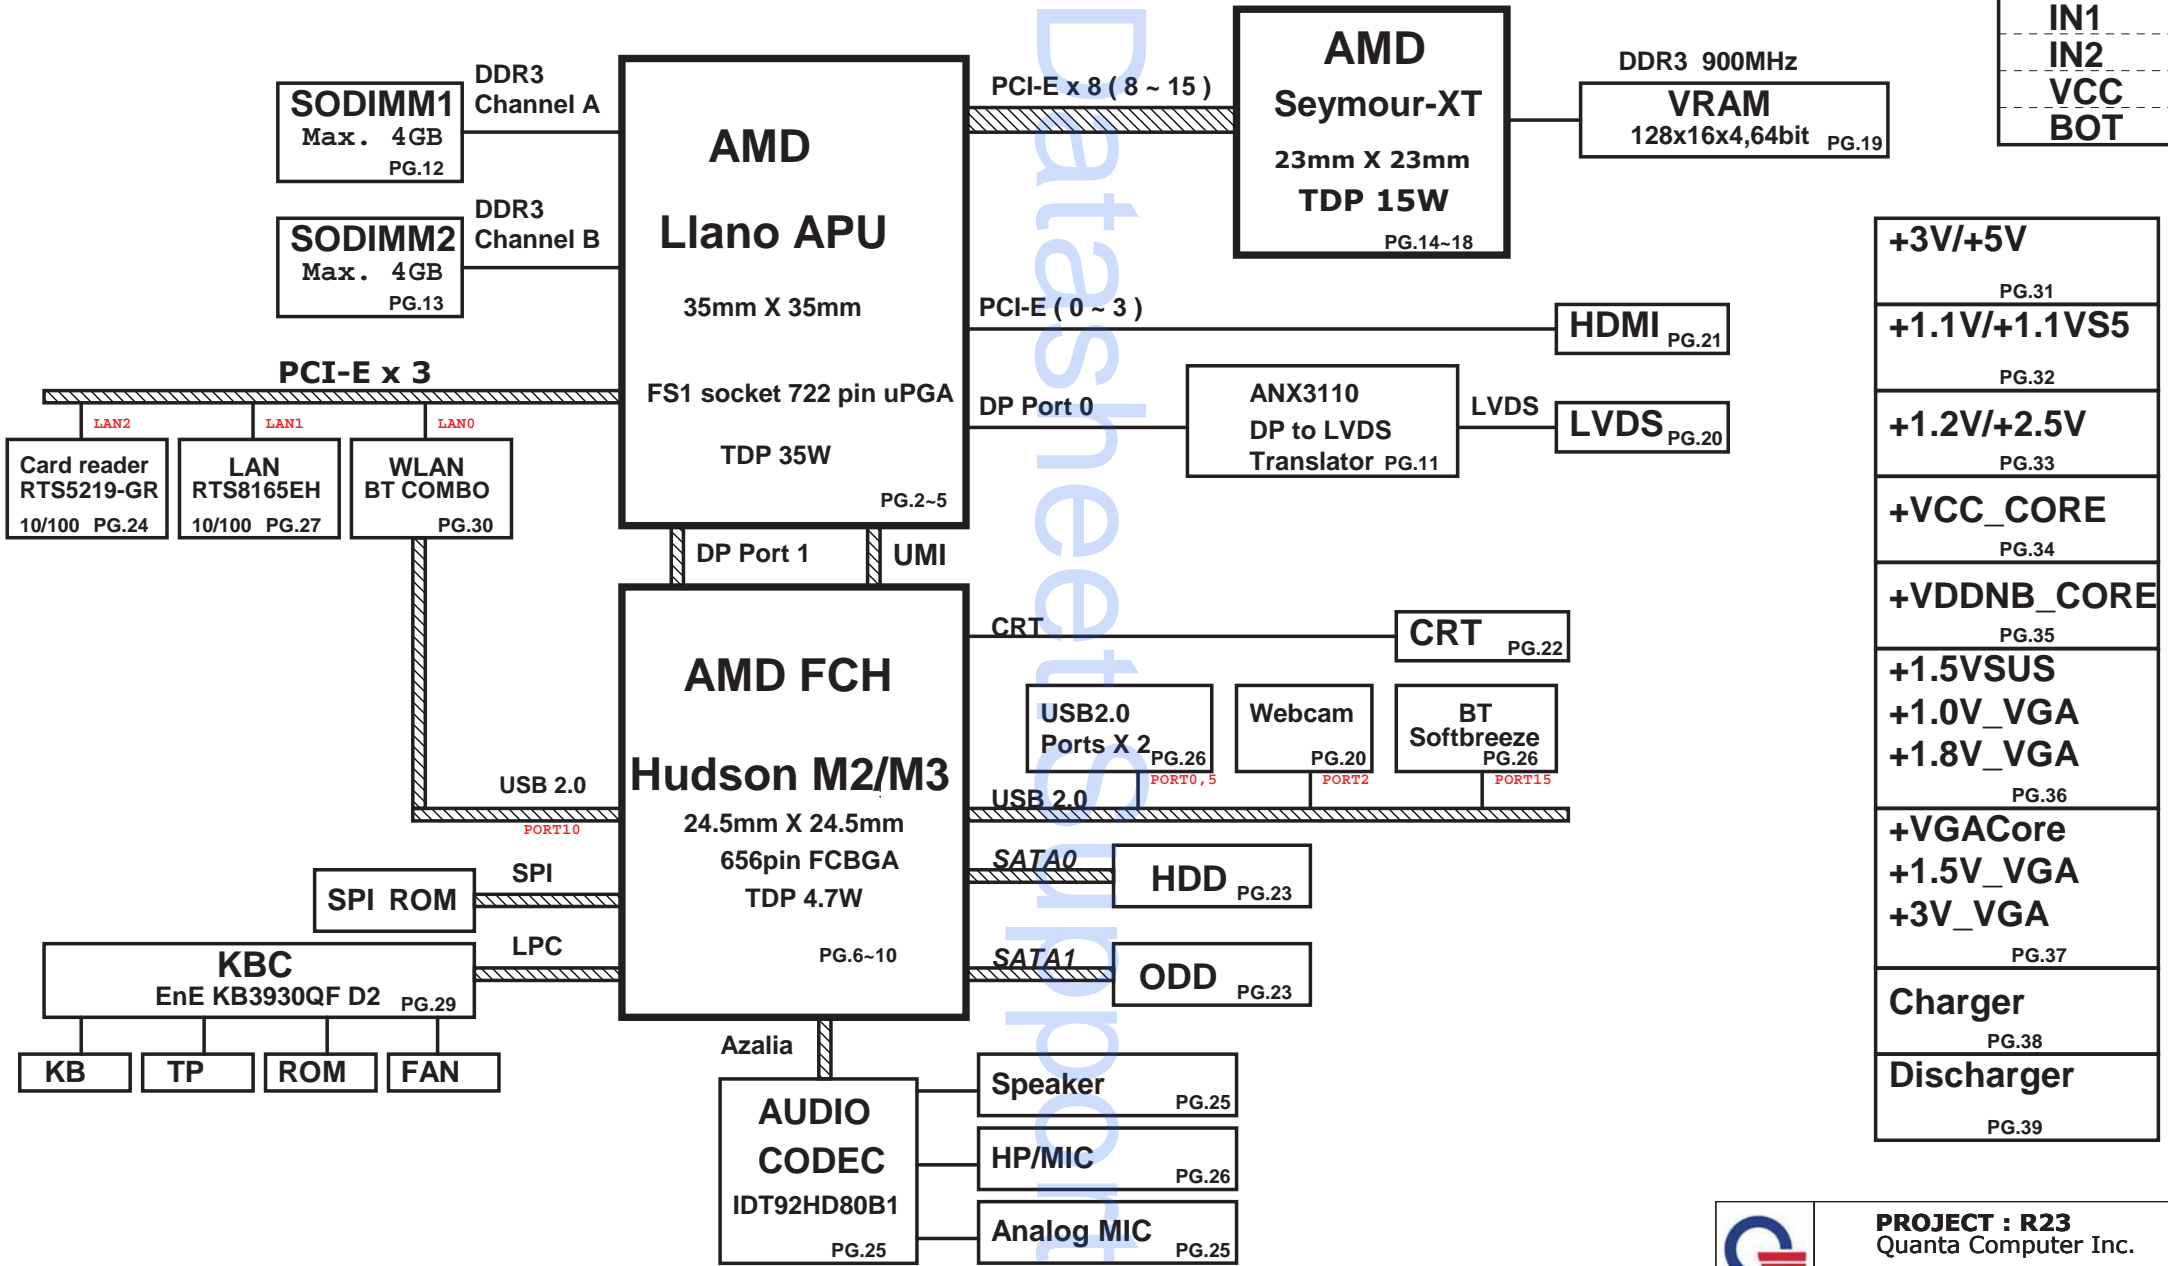 IN1
IN2
VCC
BOT
SODIMM1
Max. 4GB
PG.12
DDR3
Channel A
SODIMM2
Max. 4GB
PG.13
DDR3
Channel B
AMD
Llano APU
35mm X 35mm
FS1 socket 722 pin uPGA
TDP 35W
PG.2~5
PCI-E x 8 ( 8 ~ 15 )
AMD
Seymour-XT
23mm X 23mm
TDP 15W
PG.14~18
DDR3 900MHz
VRAM
128x16x4,64bit PG.19
PCI-E ( 0 ~ 3 )
HDMI PG.21
DP Port 0
ANX3110
DP to LVDS
Translator PG.11
LVDS
LVDS PG.20
PCI-E x 3
LAN2
LAN1
LAN0
Card reader
RTS5219-GR
10/100 PG.24
LAN
RTS8165EH
10/100 PG.27
WLAN
BT COMBO
PG.30
DP Port 1
UMI
AMD FCH
Hudson M2/M3
24.5mm X 24.5mm
656pin FCBGA
TDP 4.7W
PG.6~10
CRT
CRT PG.22
USB2.0
Ports X 2
PG.26
PORT0,5
Webcam
PG.20
PORT2
BT
Softbreeze
PG.26
PORT15
USB 2.0
USB 2.0
PORT10
SATA0
HDD PG.23
SATA1
ODD PG.23
SPI
SPI ROM
LPC
KBC
EnE KB3930QF D2 PG.29
KB
TP
ROM
FAN
Azalia
AUDIO
CODEC
IDT92HD80B1
PG.25
Speaker
PG.25
HP/MIC
PG.26
Analog MIC
PG.25
+3V/+5V
PG.31
+1.1V/+1.1VS5
PG.32
+1.2V/+2.5V
PG.33
+VCC_CORE
PG.34
+VDDNB_CORE
PG.35
+1.5VSUS
+1.0V_VGA
+1.8V_VGA
PG.36
+VGACore
+1.5V_VGA
+3V_VGA
PG.37
Charger
PG.38
Discharger
PG.39
PROJECT : R23
Quanta Computer Inc.
Datasheet Support